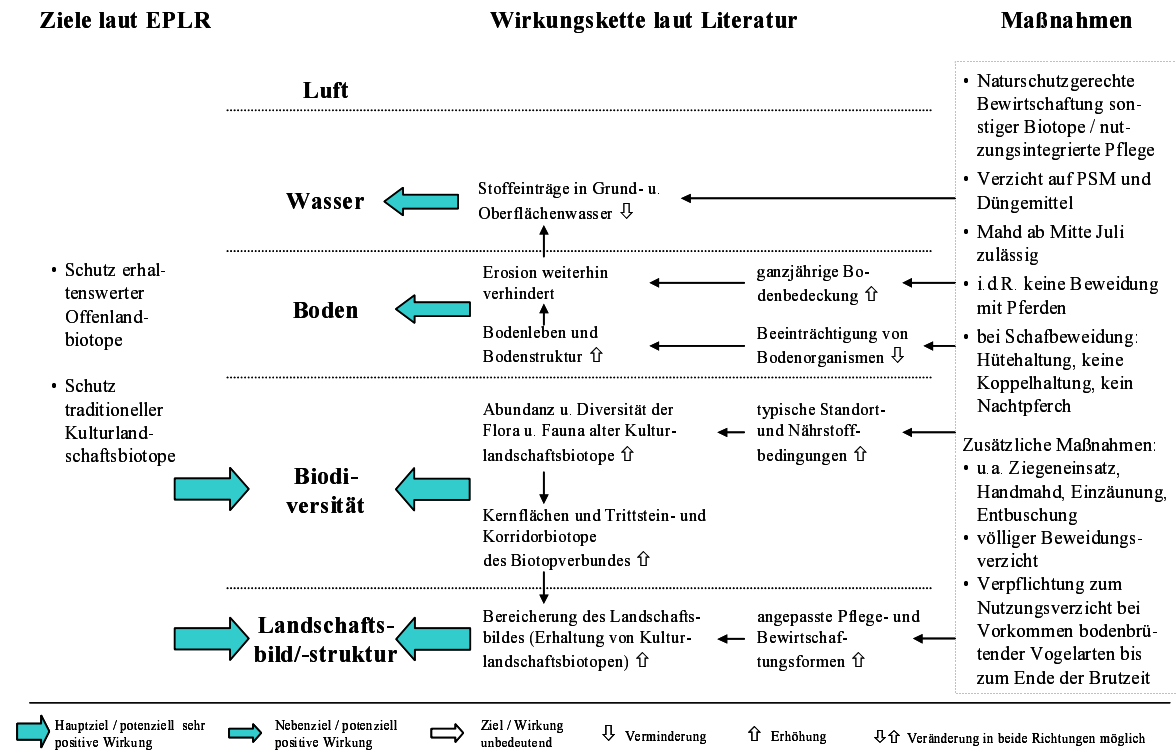 Ziele laut EPLR
Wirkungskette laut Literatur
Maßnahmen
• Schutz erhal-
tenswerter
Offenland-
biotope
• Schutz
traditioneller
Kulturland-
schaftsbiotope
Luft
Wasser
Stoffeinträge in Grund- u.
Oberflächenwasser ⇩
Boden
Erosion weiterhin
verhindert
ganzjährige Bo-
denbedeckung ⇧
Bodenleben und
Bodenstruktur ⇧
Beeinträchtigung von
Bodenorganismen ⇩
Biodi-
versität
Abundanz u. Diversität der
Flora u. Fauna alter Kultur-
landschaftsbiotope ⇧
typische Standort-
und Nährstoff-
bedingungen ⇧
Kernflächen und Trittstein- und
Korridorbiotope
des Biotopverbundes ⇧
Landschafts-
bild/-struktur
Bereicherung des Landschafts-
bildes (Erhaltung von Kultur-
landschaftsbiotopen) ⇧
angepasste Pflege- und
Bewirtschaf-
tungsformen ⇧
• Naturschutzgerechte
Bewirtschaftung son-
stiger Biotope / nut-
zungsintegrierte Pflege
• Verzicht auf PSM und
Düngemittel
• Mahd ab Mitte Juli
zulässig
• i.d.R. keine Beweidung
mit Pferden
• bei Schafbeweidung:
Hütehaltung, keine
Koppelhaltung, kein
Nachtpferch
Zusätzliche Maßnahmen:
• u.a. Ziegeneinsatz,
Handmahd, Einzäunung,
Entbuschung
• völliger Beweidungs-
verzicht
• Verpflichtung zum
Nutzungsverzicht bei
Vorkommen bodenbrü-
tender Vogelarten bis
zum Ende der Brutzeit
Hauptziel / potenziell sehr
positive Wirkung
Nebenziel / potenziell
positive Wirkung
Ziel / Wirkung
unbedeutend
⇩ Verminderung
⇧ Erhöhung
⇩⇧ Veränderung in beide Richtungen möglich